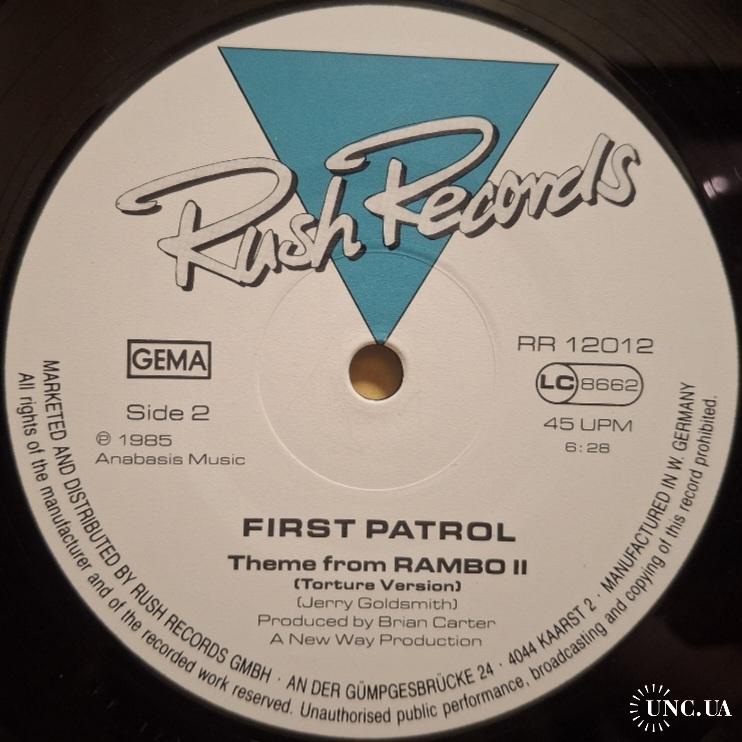 Rush Records
GEMA
Side 2
℗ 1985
Anabasis Music
RR 12012
LC 8662
45 UPM
6:28
FIRST PATROL
Theme from RAMBO II
(Torture Version)
(Jerry Goldsmith)
Produced by Brian Carter
A New Way Production
MARKETED AND DISTRIBUTED BY RUSH RECORDS GMBH · AN DER GÜMPGESBRÜCKE 24 · 4044 KAARST 2 · MANUFACTURED IN W. GERMANY
All rights of the manufacturer and of the recorded work reserved. Unauthorised public performance, broadcasting and copying of this record prohibited.
UNC.UA